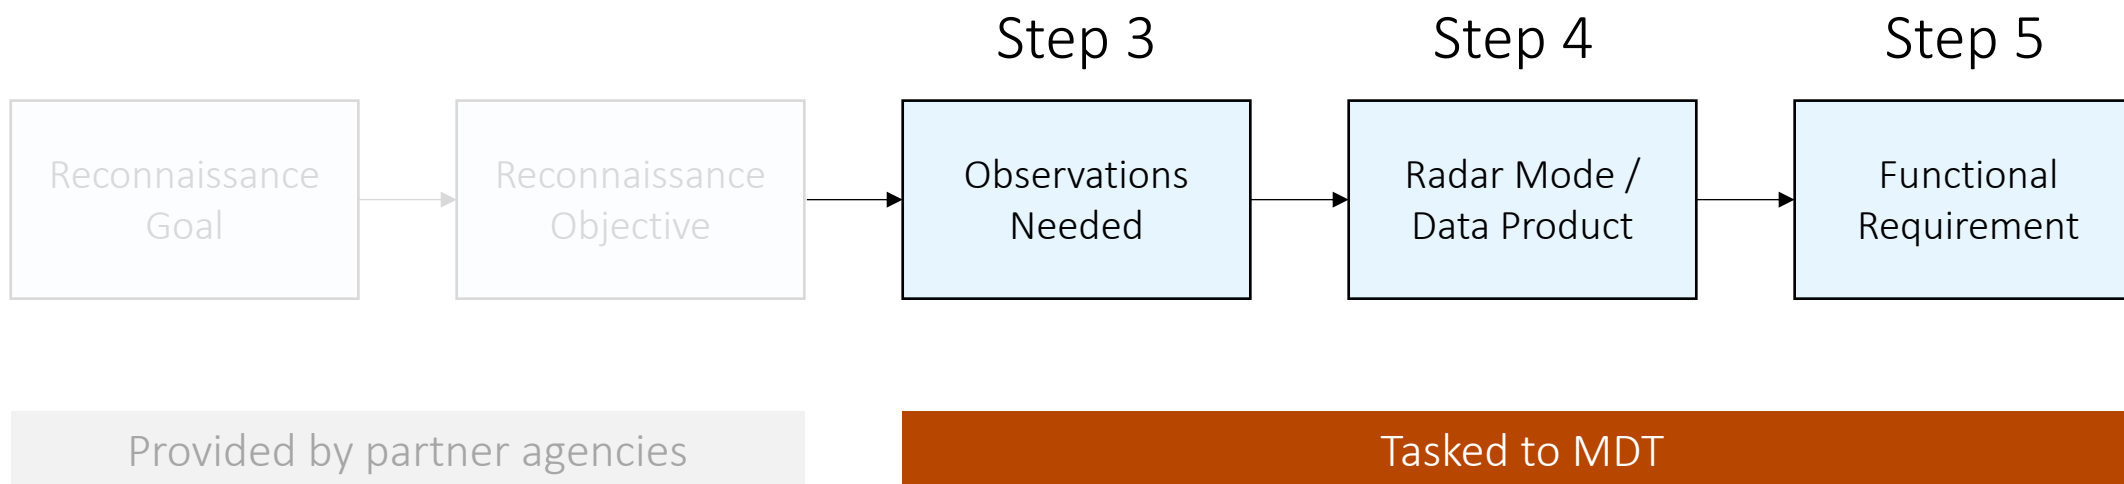 Step 3
Step 4
Step 5
Reconnaissance
Goal
Reconnaissance
Objective
Observations
Needed
Radar Mode /
Data Product
Functional
Requirement
Provided by partner agencies
Tasked to MDT